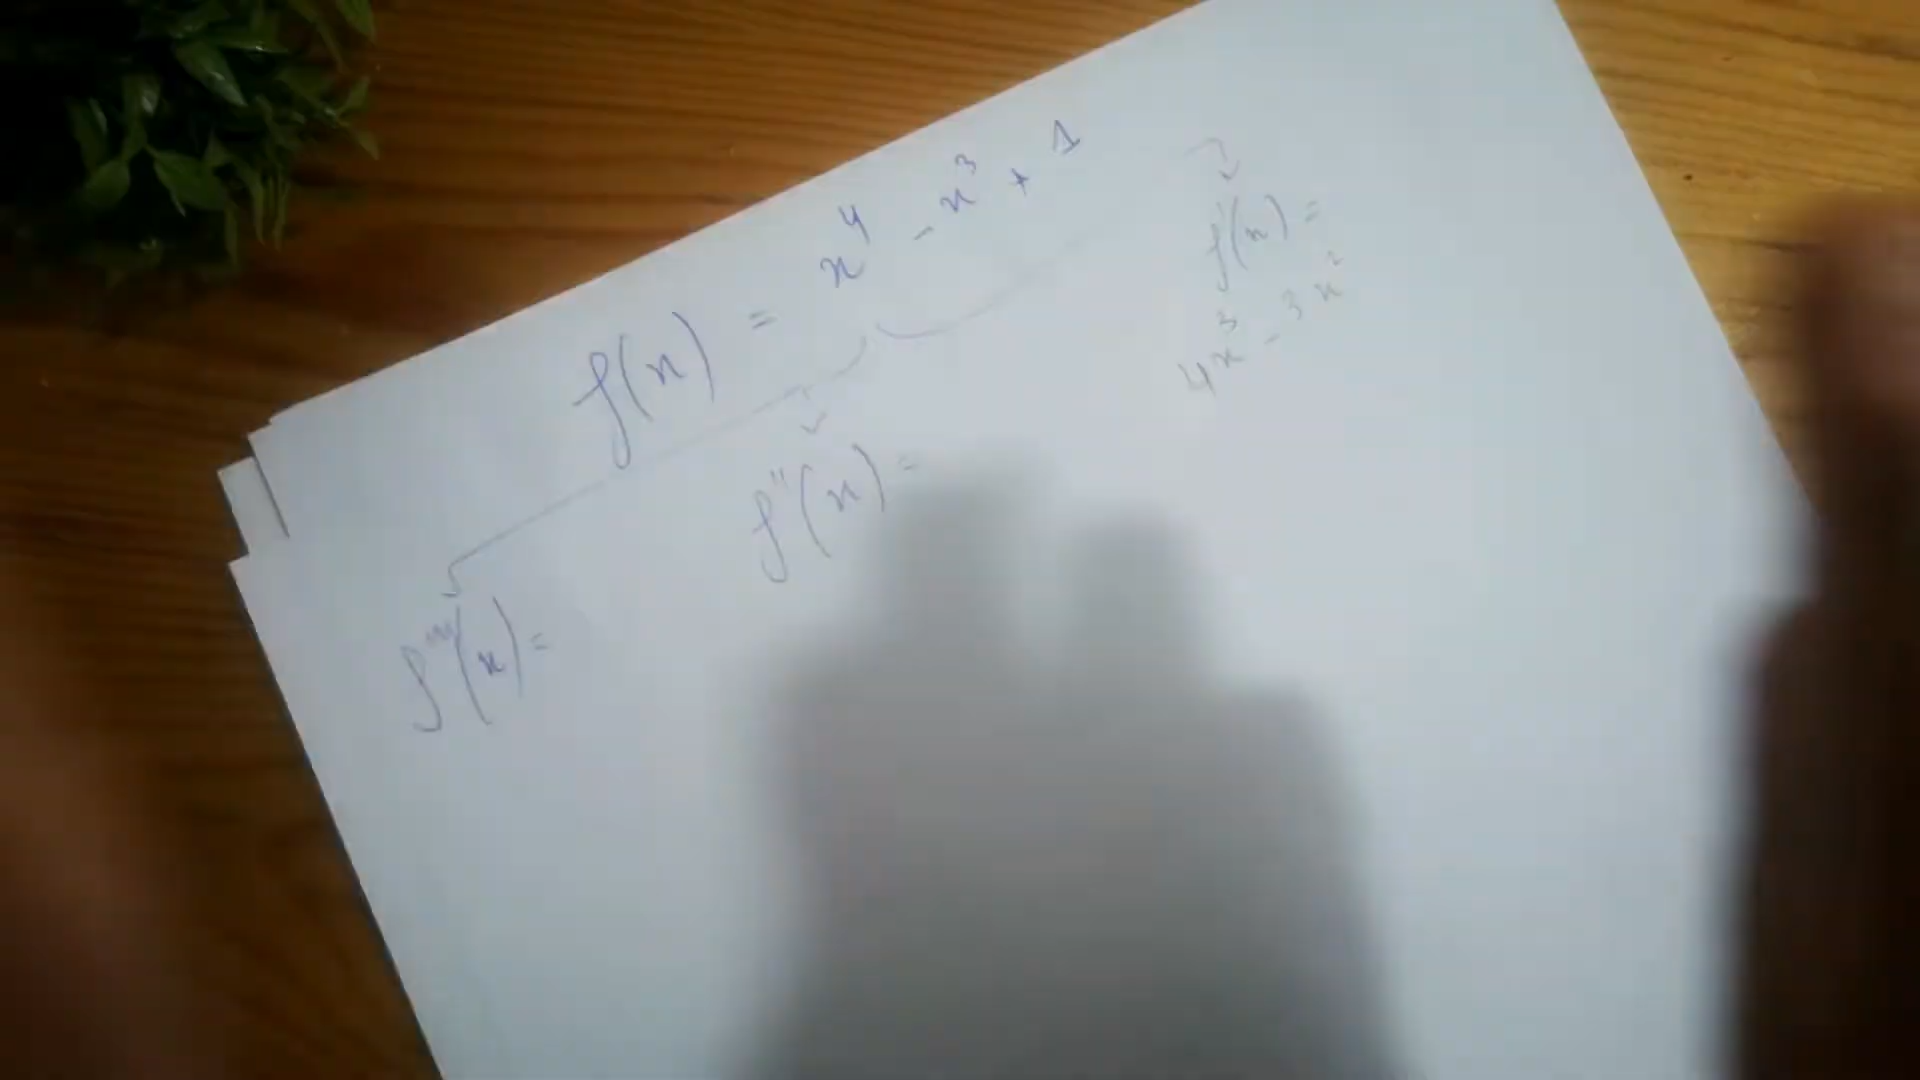 f(x) = x⁴ - x³ + 1
f'(x) =
4x³ - 3x²
f''(x) =
f'''(x) =